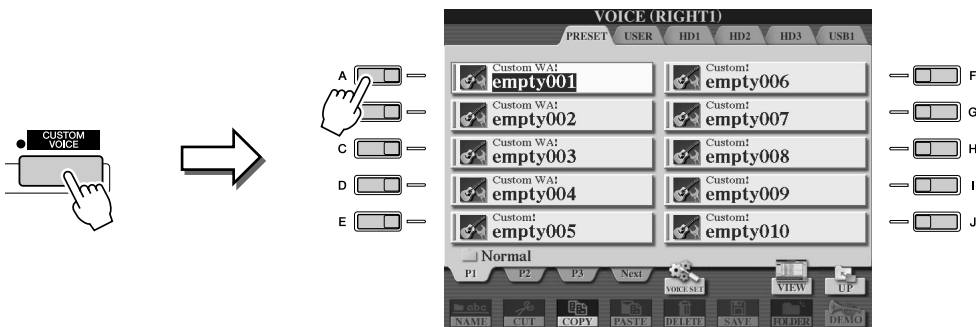 CUSTOM
VOICE
VOICE (RIGHT1)
PRESET USER HD1 HD2 HD3 USB1
A
C
D
E
Custom WA!
empty001
Custom WA!
empty002
Custom WA!
empty003
Custom WA!
empty004
Custom!
empty005
Custom!
empty006
Custom!
empty007
Custom!
empty008
Custom!
empty009
Custom!
empty010
F
G
H
I
J
Normal
P1 P2 P3 Next
VOICE SET
VIEW
UP
abc
NAME CUT COPY PASTE DELETE SAVE FOLDER DEMO